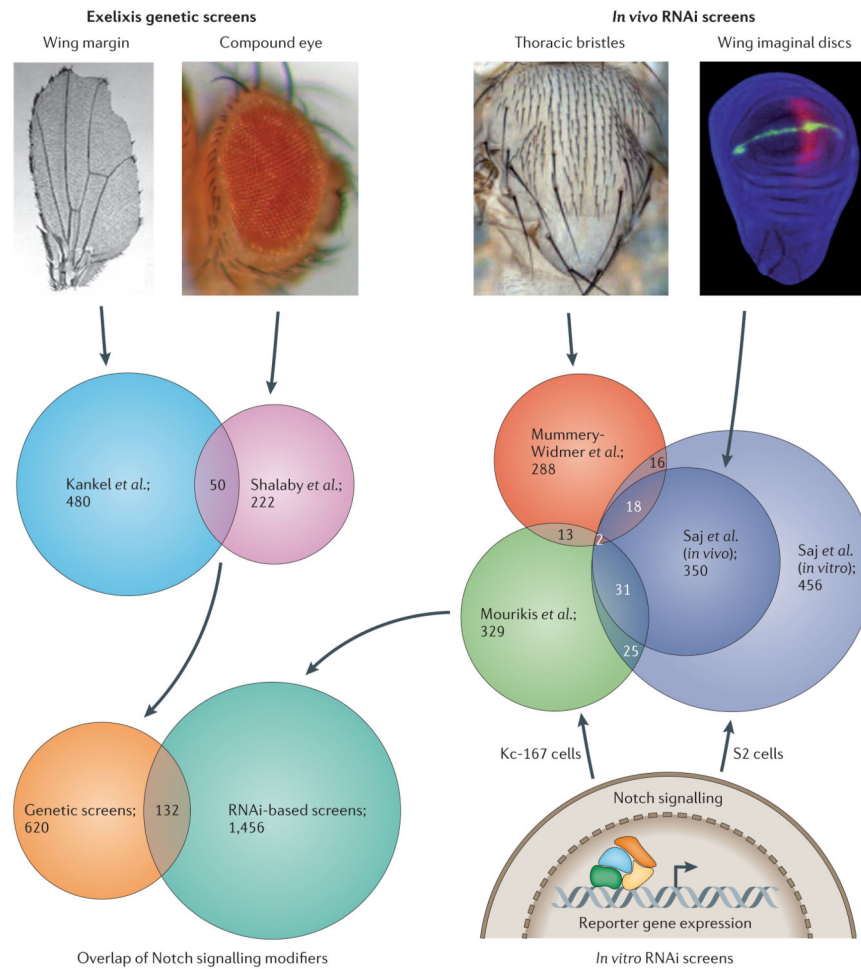 Exelixis genetic screens
Wing margin
Compound eye
In vivo RNAi screens
Thoracic bristles
Wing imaginal discs
Kankel et al.;
480
50
Shalaby et al.;
222
Mummery-
Widmer et al.;
288
16
18
13
2
Saj et al.
(in vivo);
350
Saj et al.
(in vitro);
456
31
Mourikis et al.;
329
25
Genetic screens;
620
132
RNAi-based screens;
1,456
Overlap of Notch signalling modifiers
Kc-167 cells
S2 cells
Notch signalling
Reporter gene expression
In vitro RNAi screens